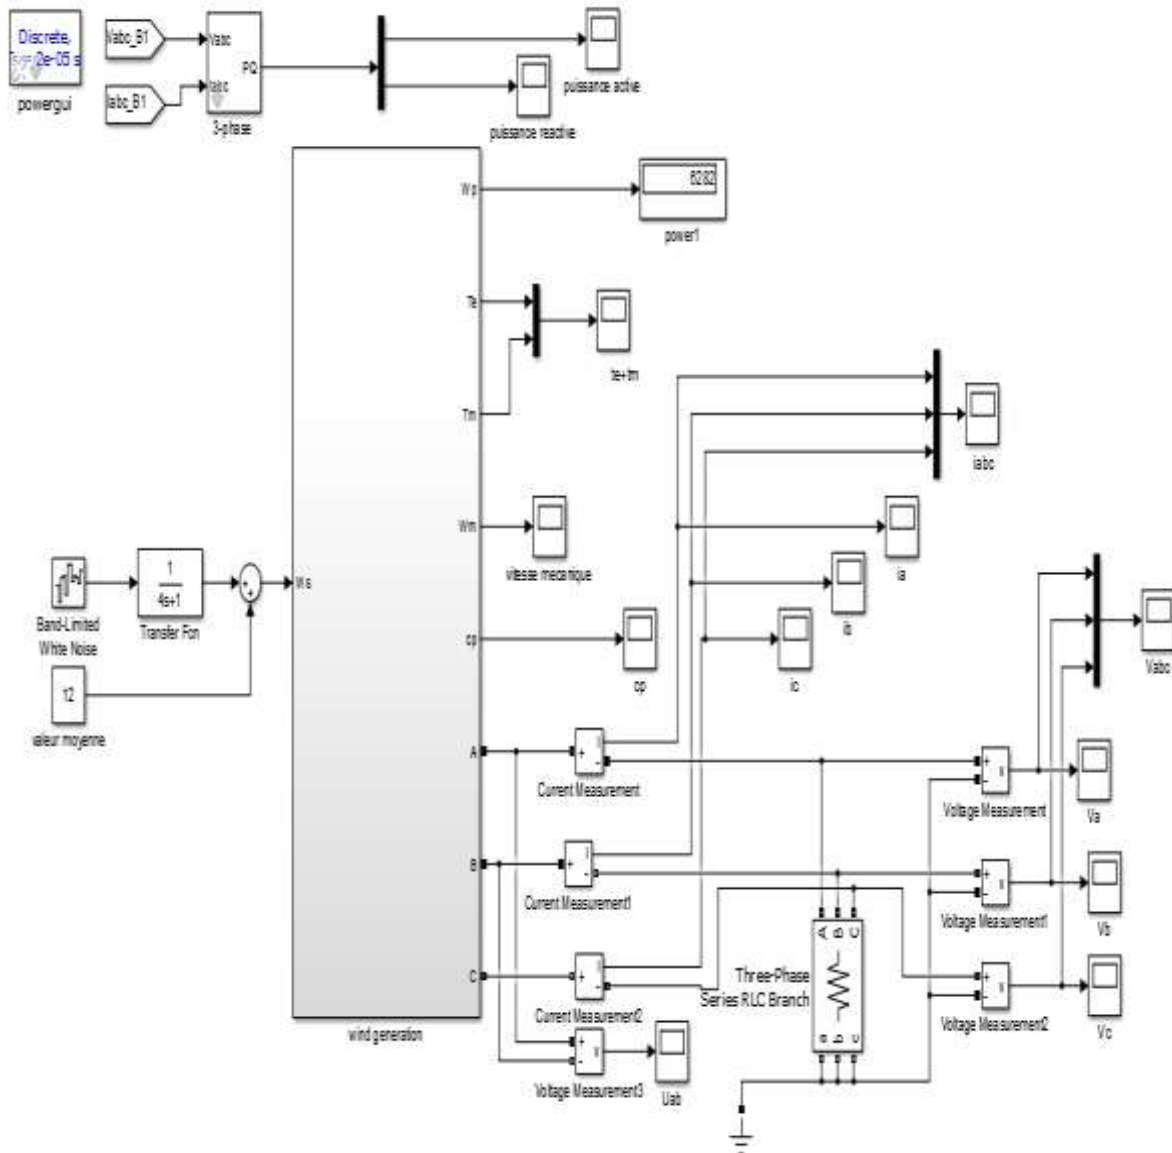 Discrete,
2e-05 s
powergui
Vabc_B1
Iabc_B1
Vabc
Iabc
PQ
3-phase
puissance active
puissance reactive
Wp
6282
power1
Te
te+tm
Tm
iabc
Wm
vitesse mecanique
ia
ib
1
4s+1
Transfer Fcn
Band-Limited
White Noise
12
valeur moyenne
cp
cp
ic
Vabc
A
+
i
-
Current Measurement
+
-
v
Voltage Measurement
Va
B
+
i
-
Current Measurement1
+
-
v
Voltage Measurement1
Vb
A B C
Three-Phase
Series RLC Branch
a b c
C
+
i
-
Current Measurement2
+
-
v
Voltage Measurement2
Vc
wind generation
+
-
v
Voltage Measurement3
Uab